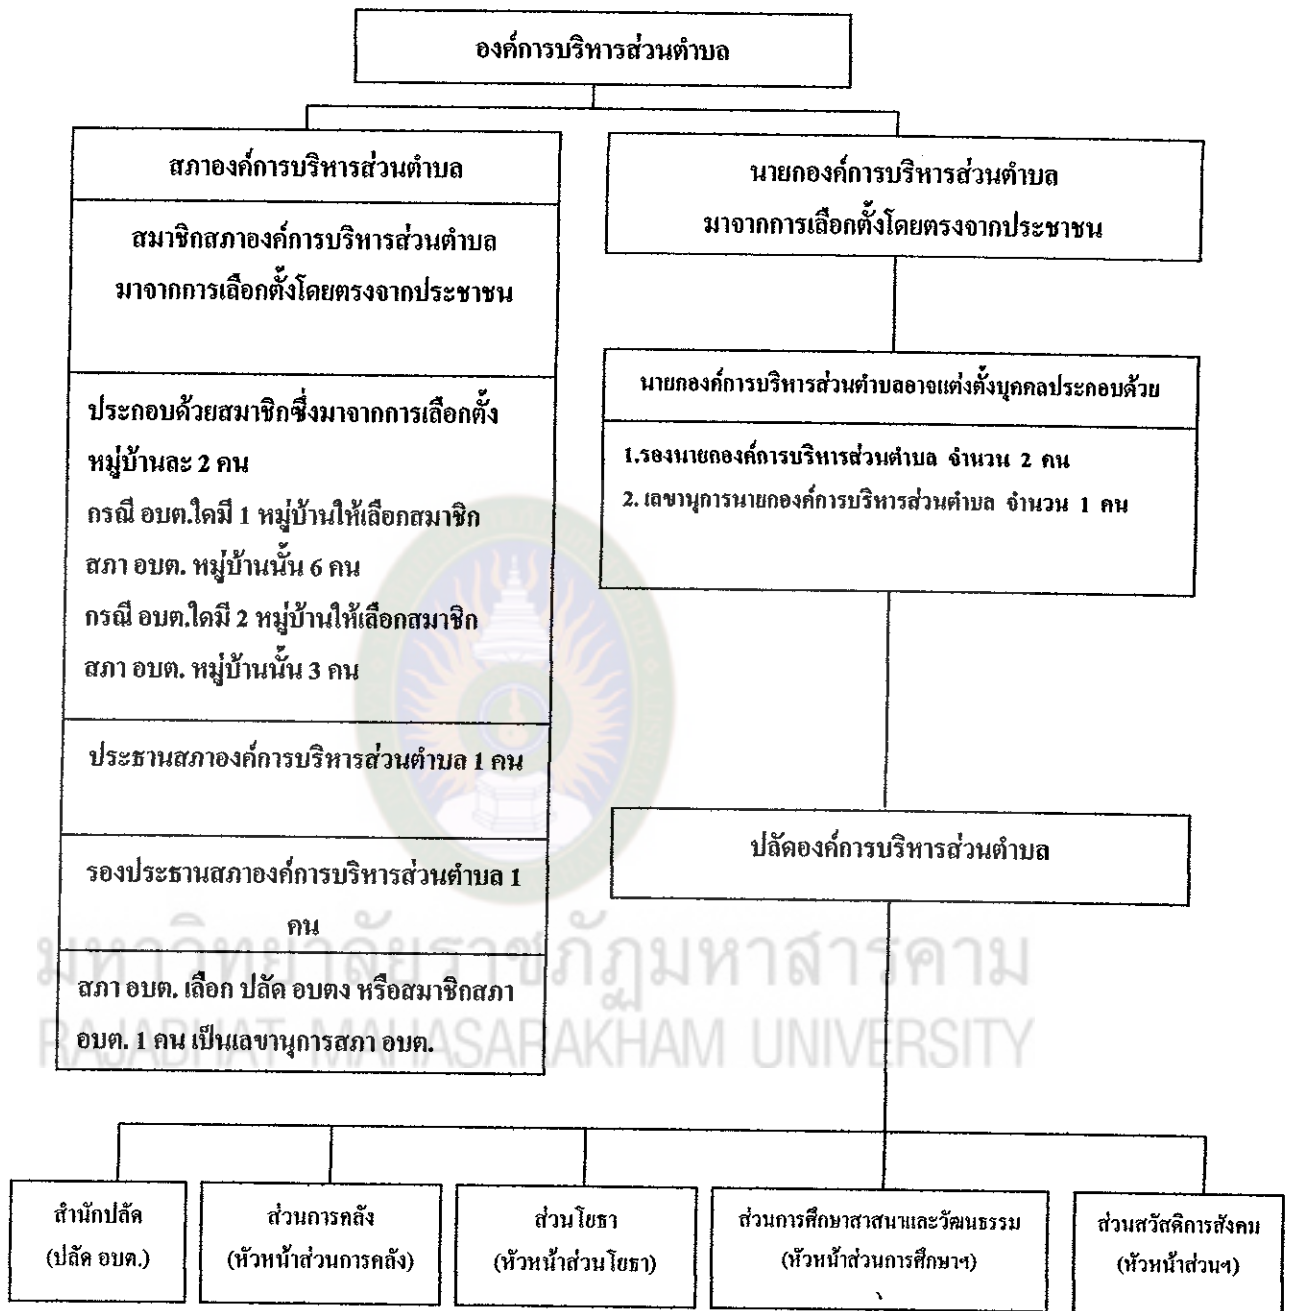 องค์การบริหารส่วนตำบล
สภาองค์การบริหารส่วนตำบล
สมาชิกสภาองค์การบริหารส่วนตำบล
มาจากการเลือกตั้งโดยตรงจากประชาชน
ประกอบด้วยสมาชิกซึ่งมาจากการเลือกตั้ง
หมู่บ้านละ 2 คน
กรณี อบต.ใดมี 1 หมู่บ้านให้เลือกสมาชิก
สภา อบต. หมู่บ้านนั้น 6 คน
กรณี อบต.ใดมี 2 หมู่บ้านให้เลือกสมาชิก
สภา อบต. หมู่บ้านนั้น 3 คน
ประธานสภาองค์การบริหารส่วนตำบล 1 คน
รองประธานสภาองค์การบริหารส่วนตำบล 1
คน
สภา อบต. เลือก ปลัด อบตง หรือสมาชิกสภา
อบต. 1 คน เป็นเลขานุการสภา อบต.
นายกองค์การบริหารส่วนตำบล
มาจากการเลือกตั้งโดยตรงจากประชาชน
นายกองค์การบริหารส่วนตำบลอาจแต่งตั้งบุคคลประกอบด้วย
1.รองนายกองค์การบริหารส่วนตำบล จำนวน 2 คน
2. เลขานุการนายกองค์การบริหารส่วนตำบล จำนวน 1 คน
ปลัดองค์การบริหารส่วนตำบล
มหาวิทยาลัยราชภัฏมหาสารคาม
RAJABHAT MAHASARAKHAM UNIVERSITY
สำนักปลัด
(ปลัด อบต.)
ส่วนการคลัง
(หัวหน้าส่วนการคลัง)
ส่วนโยธา
(หัวหน้าส่วนโยธา)
ส่วนการศึกษาศาสนาและวัฒนธรรม
(หัวหน้าส่วนการศึกษาฯ)
ส่วนสวัสดิการสังคม
(หัวหน้าส่วนฯ)